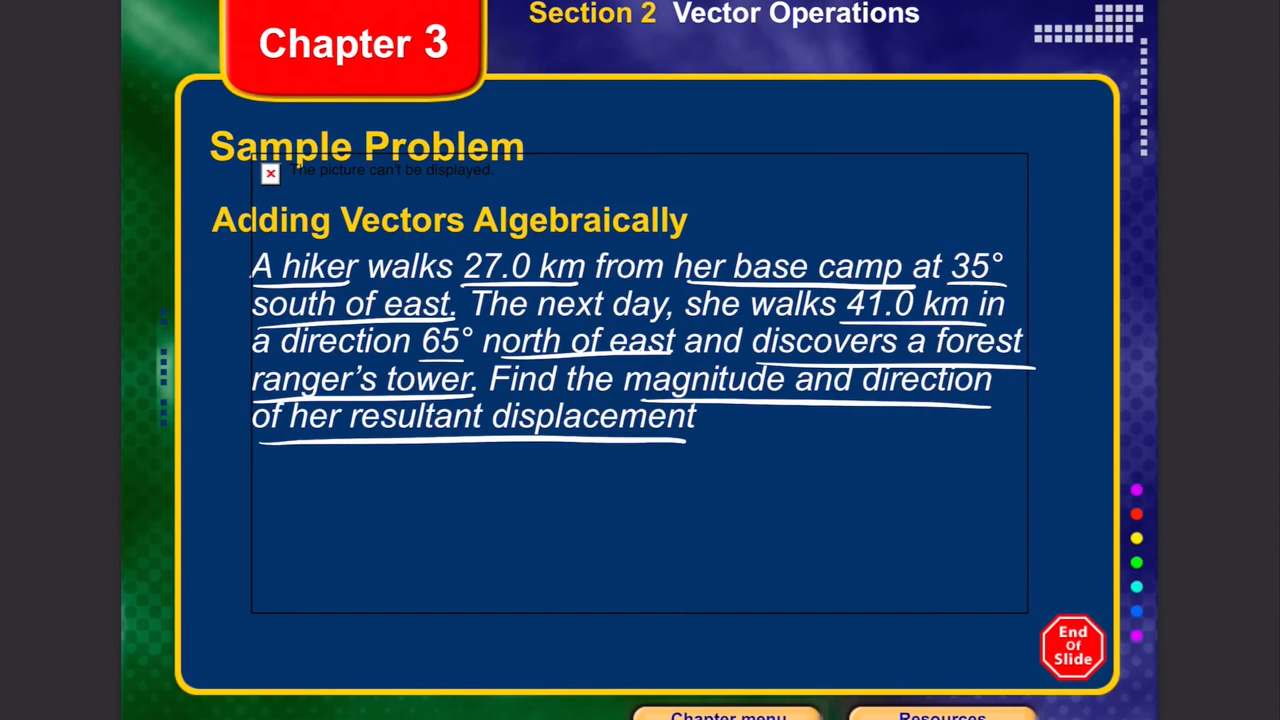 Section 2 Vector Operations
Chapter 3
Sample Problem
The picture can't be displayed.
Adding Vectors Algebraically
A hiker walks 27.0 km from her base camp at 35°
south of east. The next day, she walks 41.0 km in
a direction 65° north of east and discovers a forest
ranger’s tower. Find the magnitude and direction
of her resultant displacement
End
Of
Slide
Chapter menu
Resources